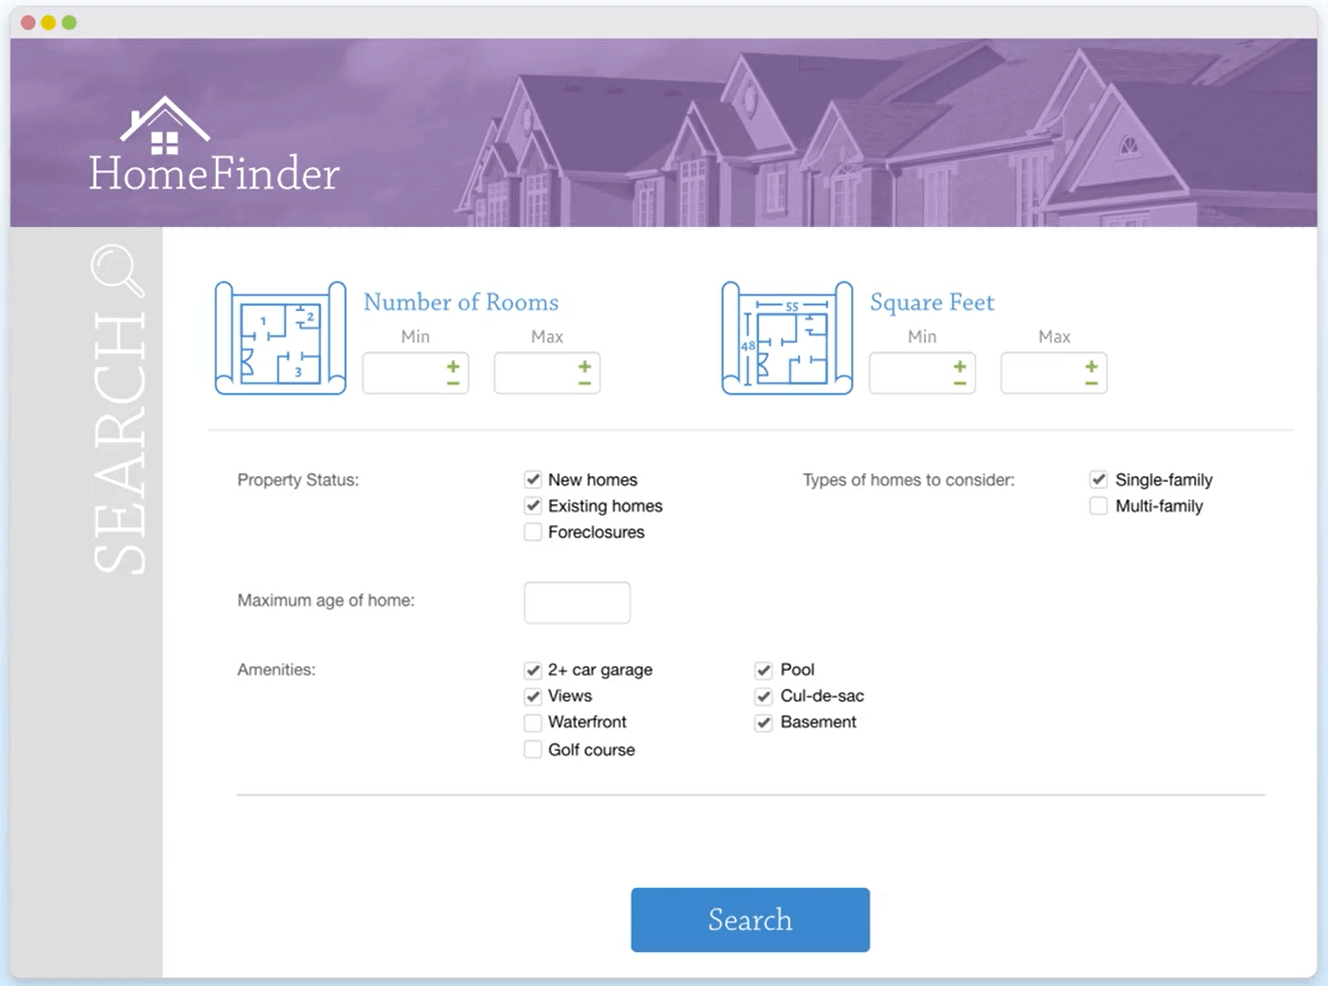 HomeFinder
SEARCH
Number of Rooms
Min
Max
1
2
3
+
−
+
−
Square Feet
Min
Max
55
48
+
−
+
−
Property Status:
New homes
Existing homes
Foreclosures
Types of homes to consider:
Single-family
Multi-family
Maximum age of home:
Amenities:
2+ car garage
Views
Waterfront
Golf course
Pool
Cul-de-sac
Basement
Search